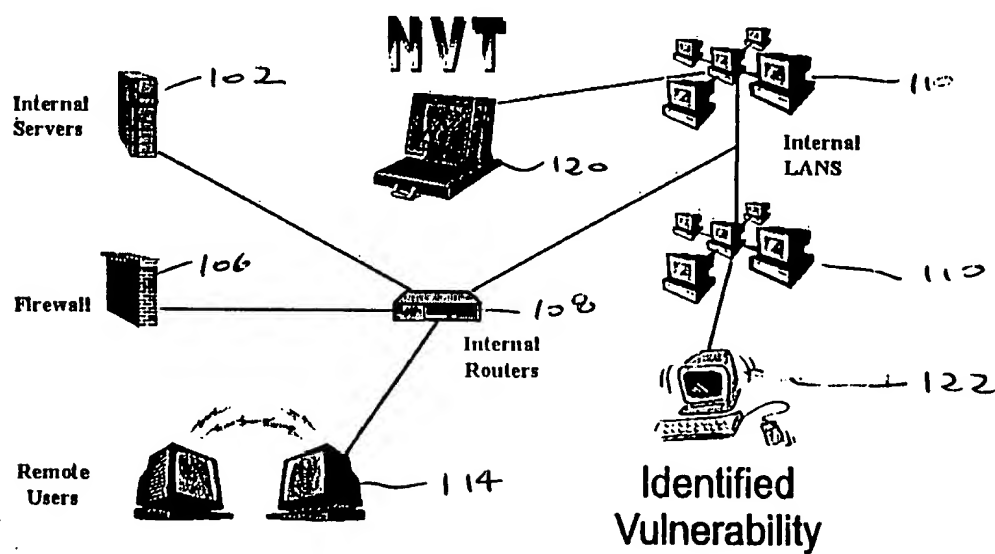 NVT
102
Internal
Servers
110
120
Internal
LANS
106
Firewall
108
110
Internal
Routers
122
Remote
Users
114
Identified
Vulnerability